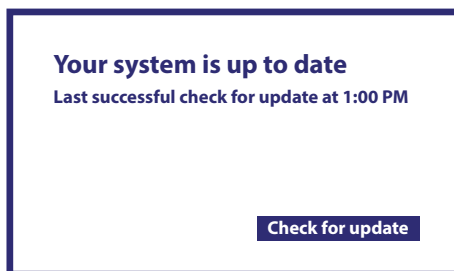 Your system is up to date
Last successful check for update at 1:00 PM
Check for update